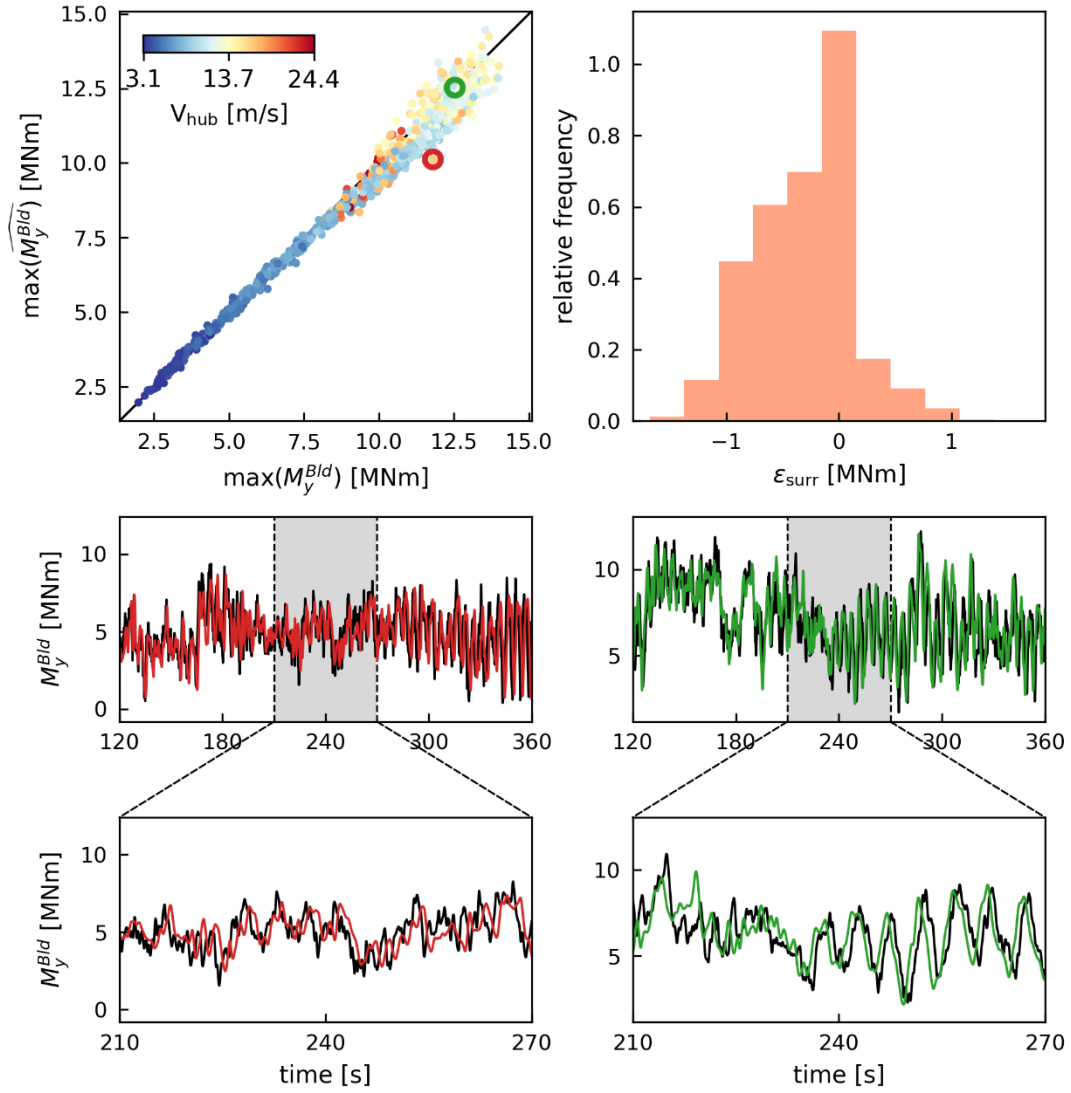 15.0
12.5
10.0
7.5
5.0
2.5
max(M_y^Bld) [MNm]
3.1 13.7 24.4
V_hub [m/s]
2.5 5.0 7.5 10.0 12.5 15.0
max(M_y^Bld) [MNm]
1.0
0.8
0.6
0.4
0.2
0.0
relative frequency
−1 0 1
ε_surr [MNm]
10
5
0
M_y^Bld [MNm]
120 180 240 300 360
10
5
120 180 240 300 360
10
5
0
M_y^Bld [MNm]
210 240 270
time [s]
10
5
210 240 270
time [s]